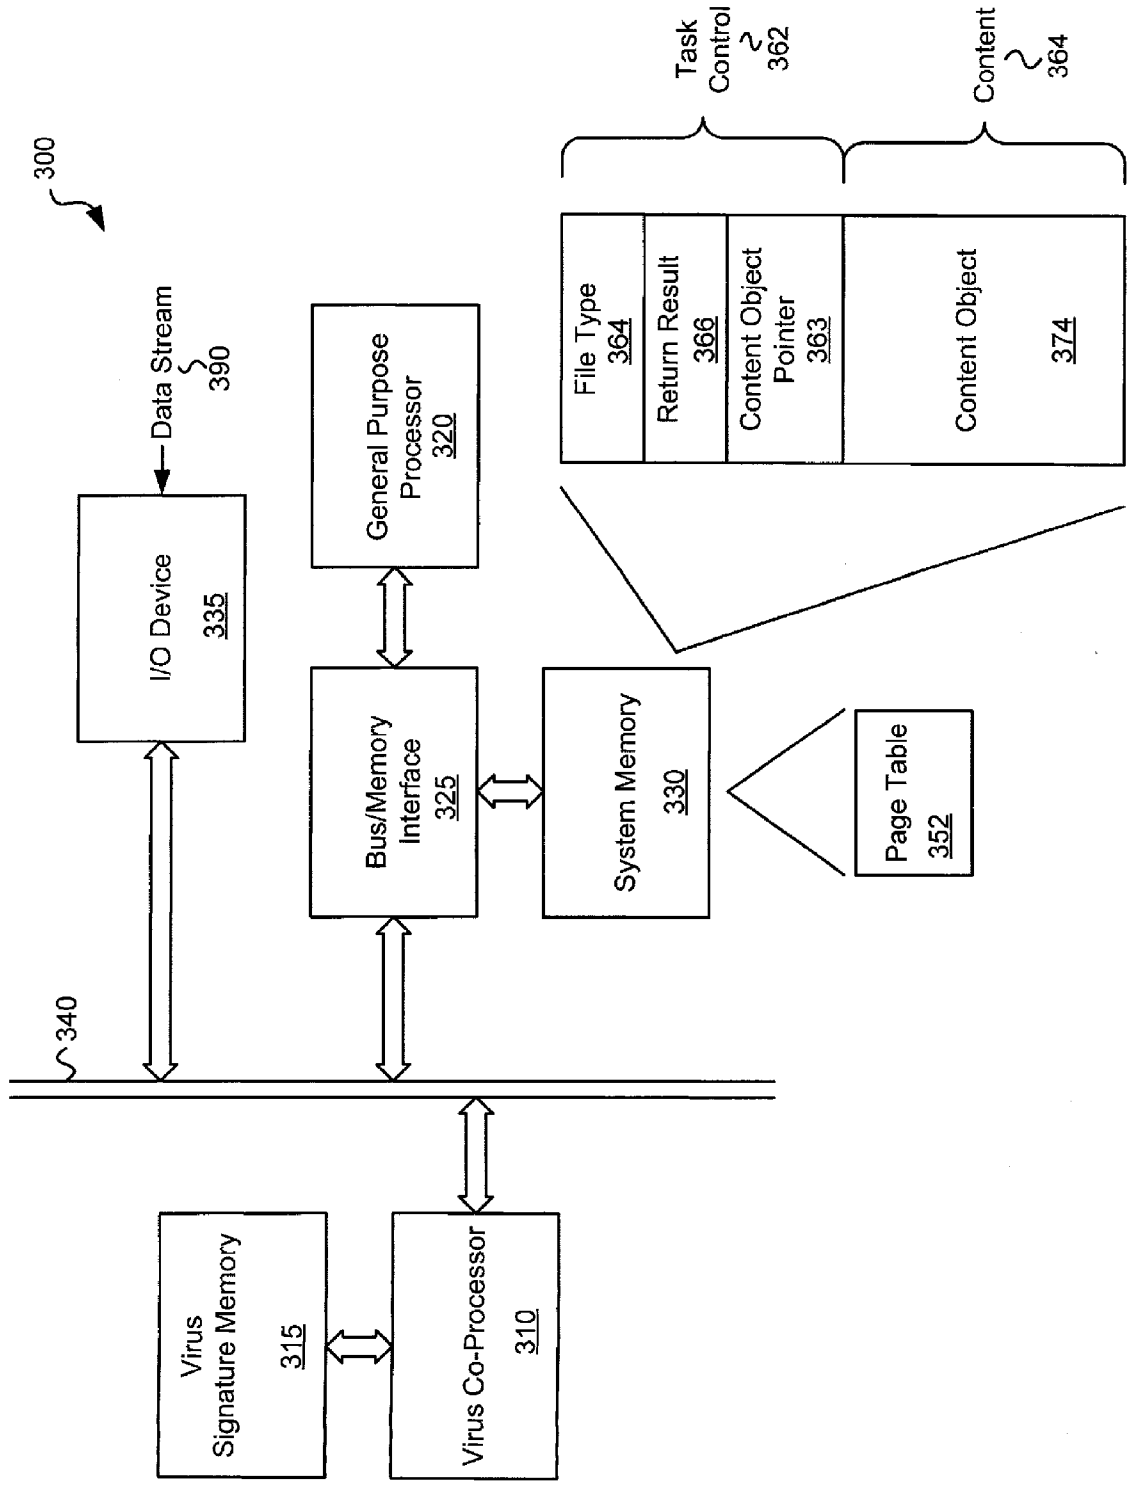 300
Data Stream
390
I/O Device
335
General Purpose
Processor
320
340
Bus/Memory
Interface
325
System Memory
330
Page Table
352
Virus
Signature Memory
315
Virus Co-Processor
310
File Type
364
Return Result
366
Content Object
Pointer
363
Content Object
374
Task
Control
362
Content
364